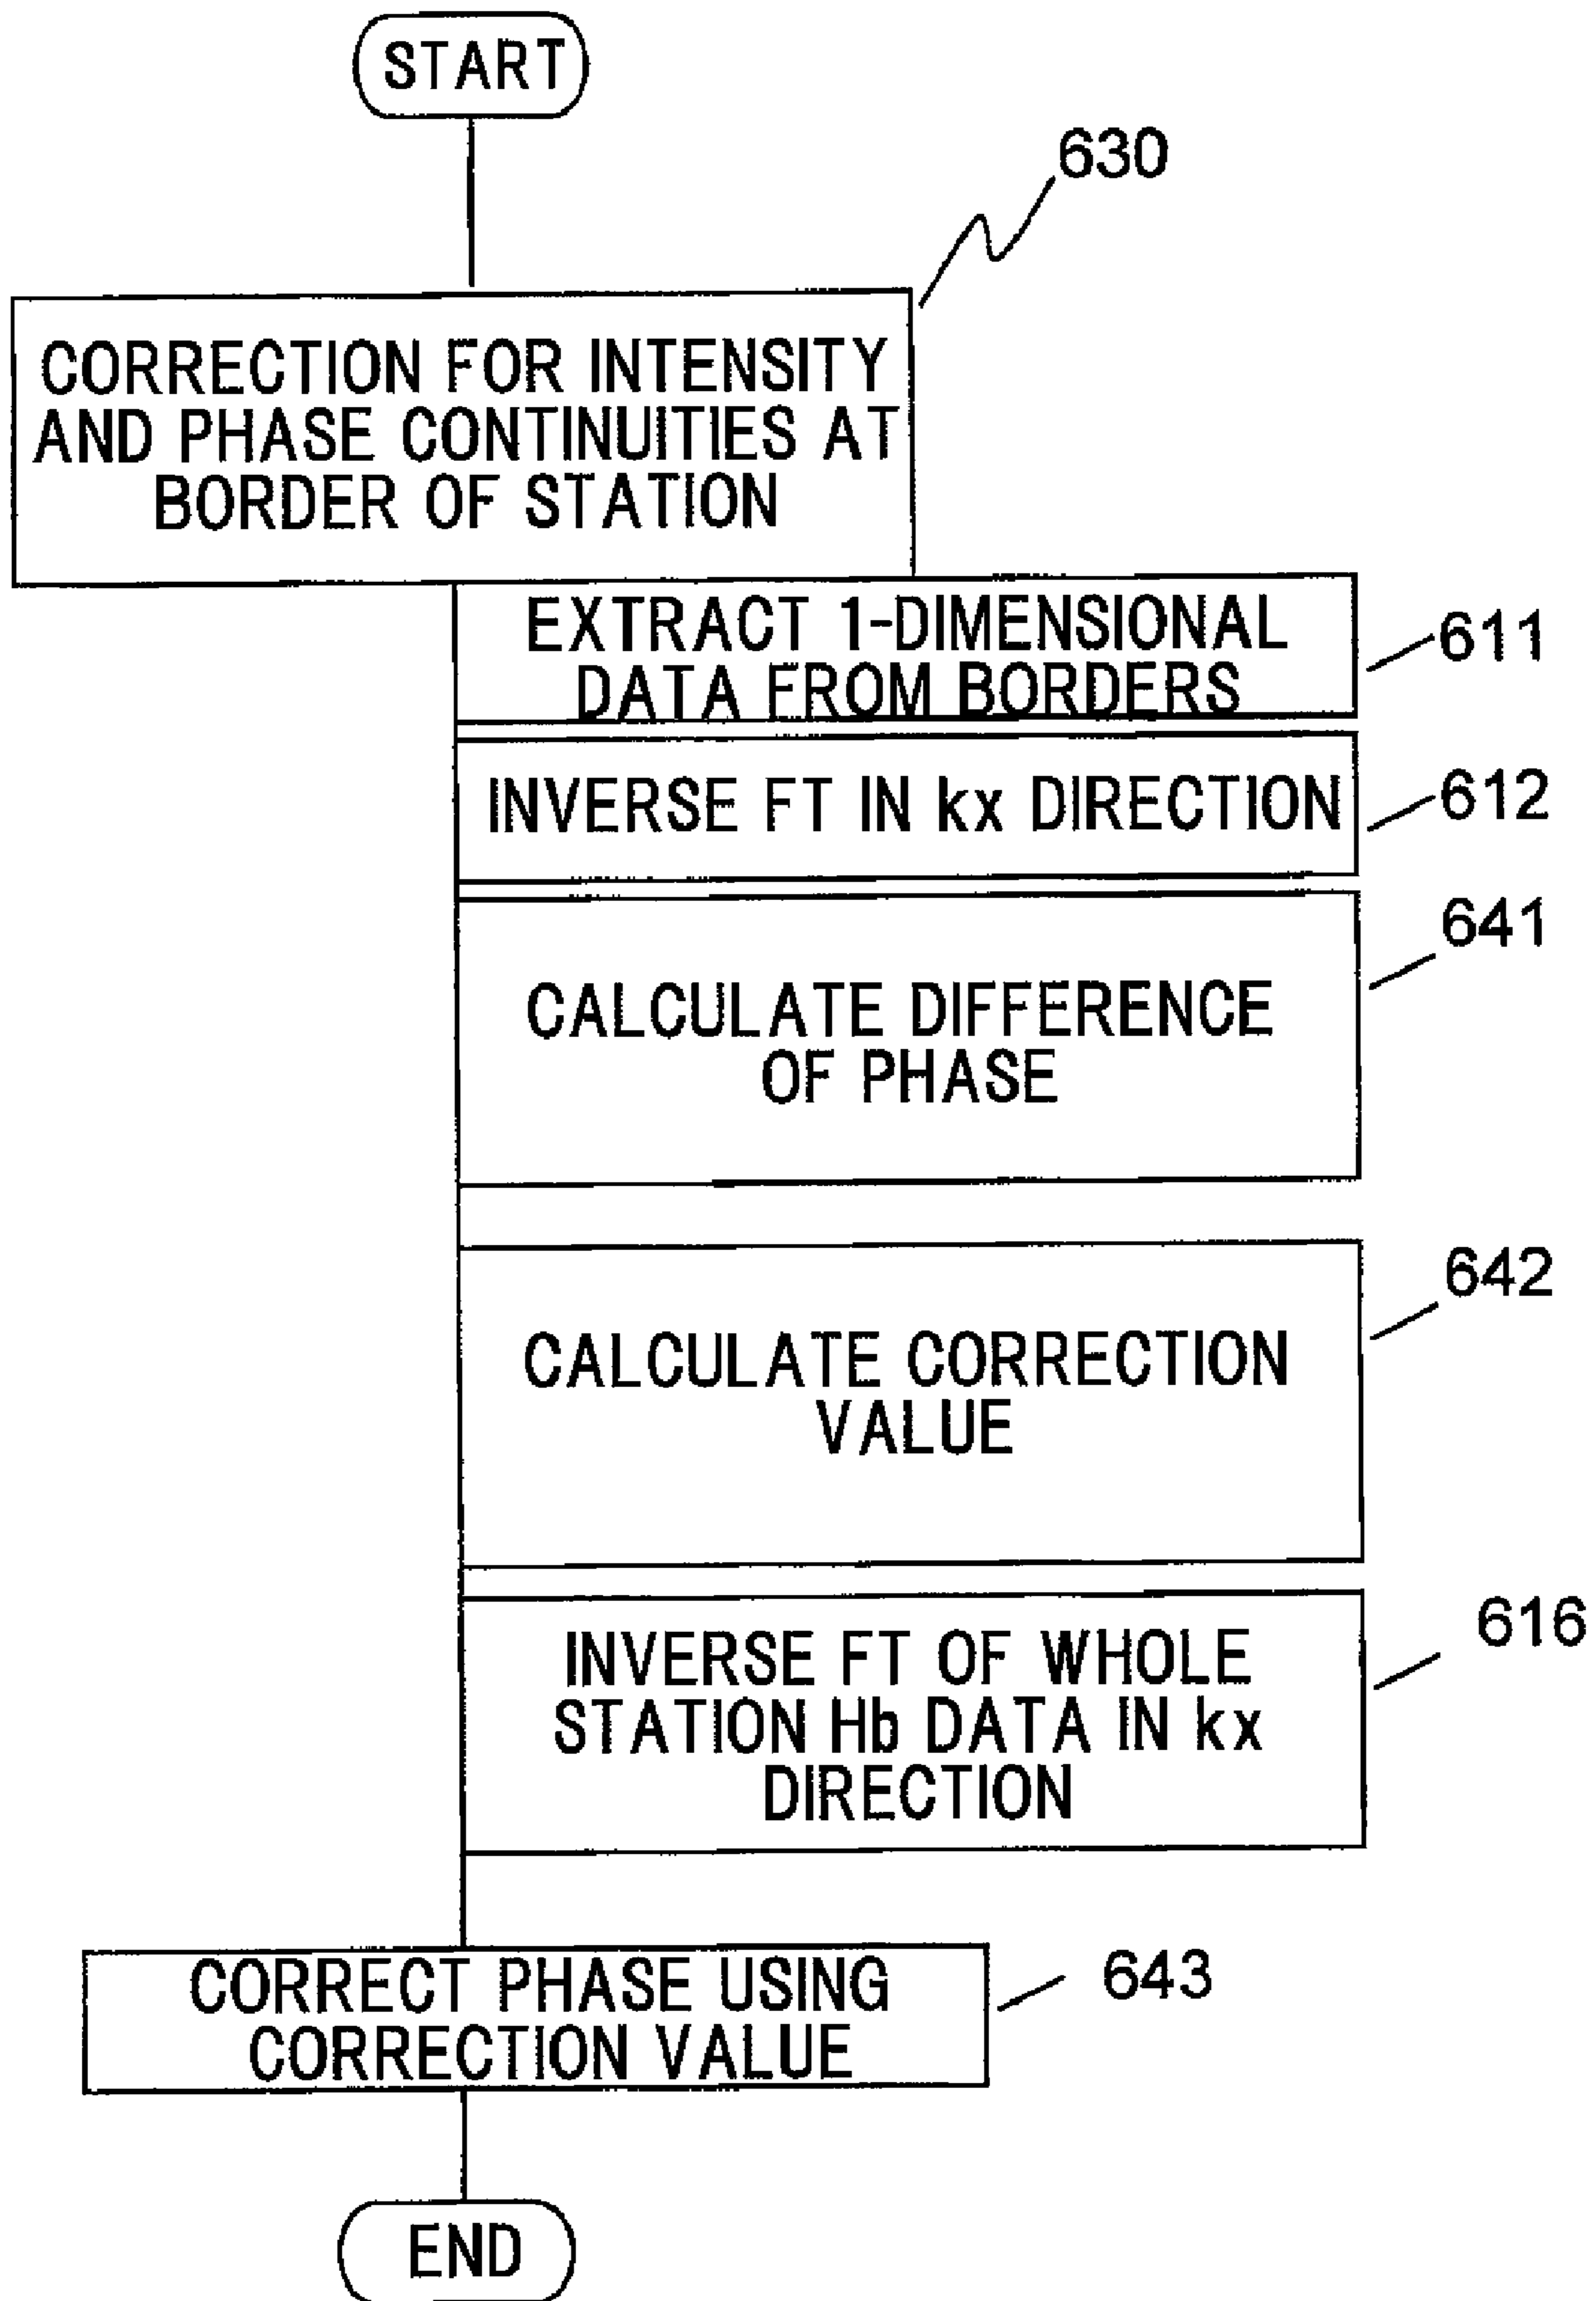 START
630
CORRECTION FOR INTENSITY
AND PHASE CONTINUITIES AT
BORDER OF STATION
EXTRACT 1-DIMENSIONAL
DATA FROM BORDERS
611
INVERSE FT IN kx DIRECTION
612
641
CALCULATE DIFFERENCE
OF PHASE
642
CALCULATE CORRECTION
VALUE
616
INVERSE FT OF WHOLE
STATION Hb DATA IN kx
DIRECTION
CORRECT PHASE USING
CORRECTION VALUE
643
END